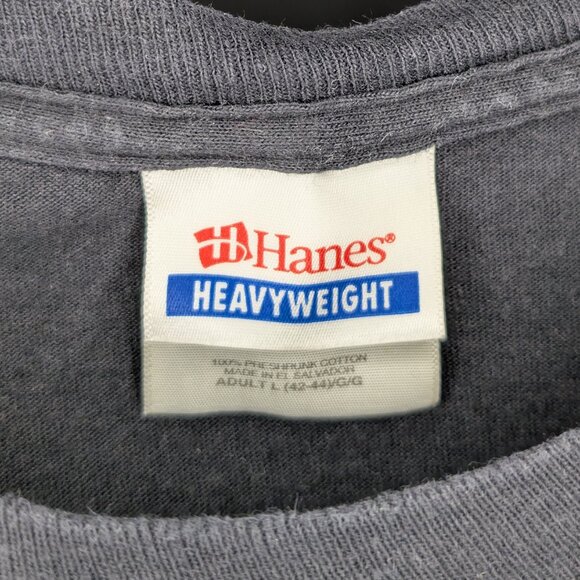 Hanes®
HEAVYWEIGHT
100% PRESHRUNK COTTON
MADE IN EL SALVADOR
ADULT L (42-44)/G/G